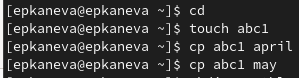 [epkaneva@epkaneva ~]$ cd
[epkaneva@epkaneva ~]$ touch abc1
[epkaneva@epkaneva ~]$ cp abc1 april
[epkaneva@epkaneva ~]$ cp abc1 may